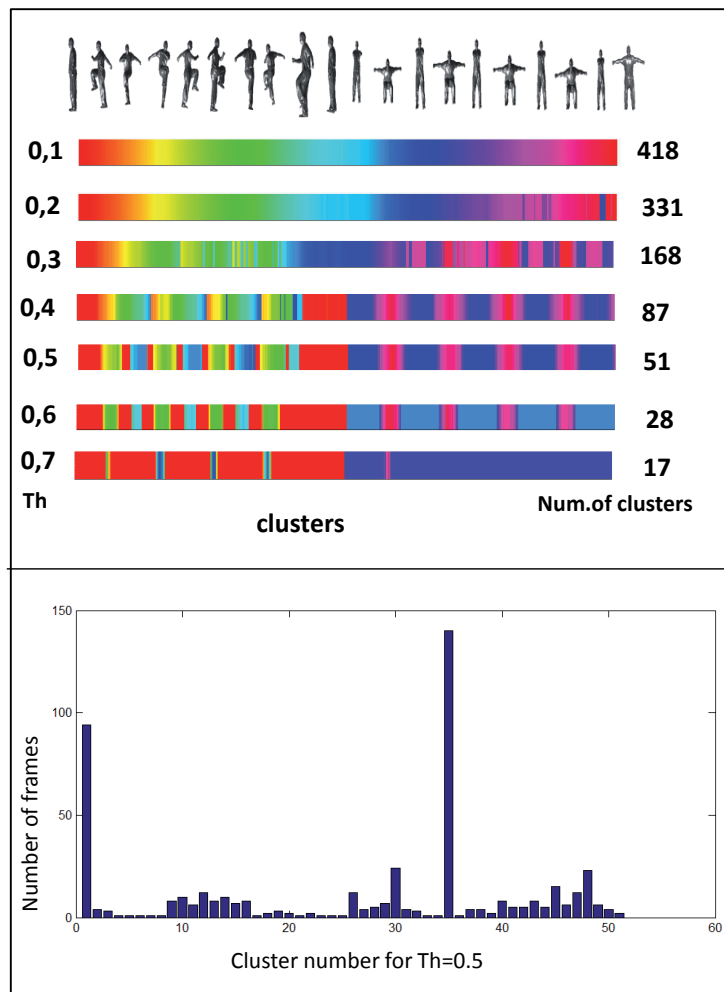 0,1 418
0,2 331
0,3 168
0,4 87
0,5 51
0,6 28
0,7 17
Th clusters Num.of clusters
150
100
50
0
Number of frames
0 10 20 30 40 50 60
Cluster number for Th=0.5